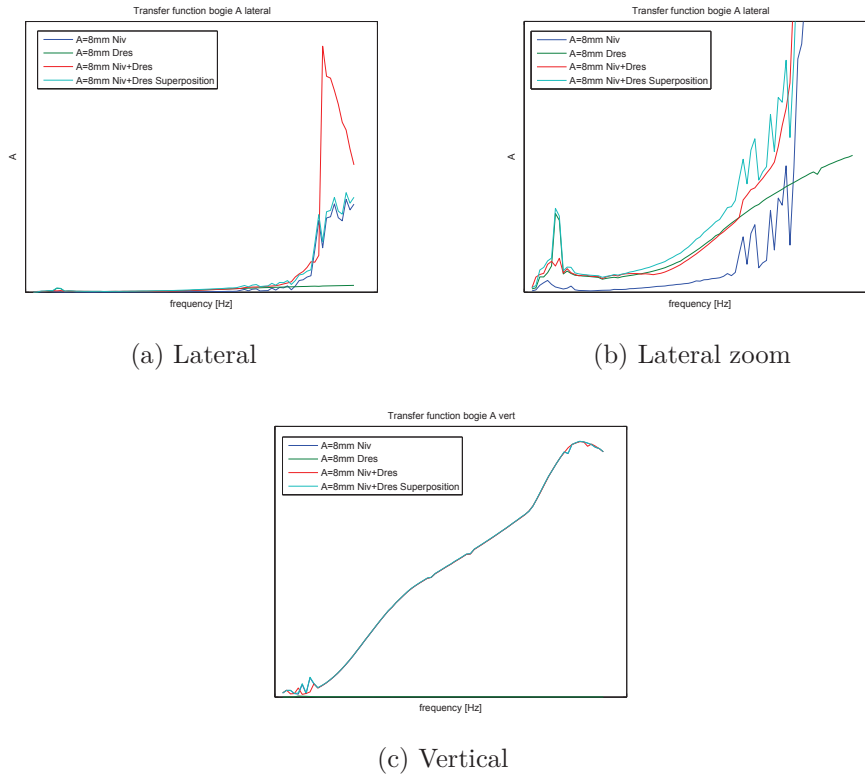 Transfer function bogie A lateral
A=8mm Niv
A=8mm Dres
A=8mm Niv+Dres
A=8mm Niv+Dres Superposition
A
frequency [Hz]
(a) Lateral
Transfer function bogie A lateral
A=8mm Niv
A=8mm Dres
A=8mm Niv+Dres
A=8mm Niv+Dres Superposition
A
frequency [Hz]
(b) Lateral zoom
Transfer function bogie A vert
A=8mm Niv
A=8mm Dres
A=8mm Niv+Dres
A=8mm Niv+Dres Superposition
frequency [Hz]
(c) Vertical